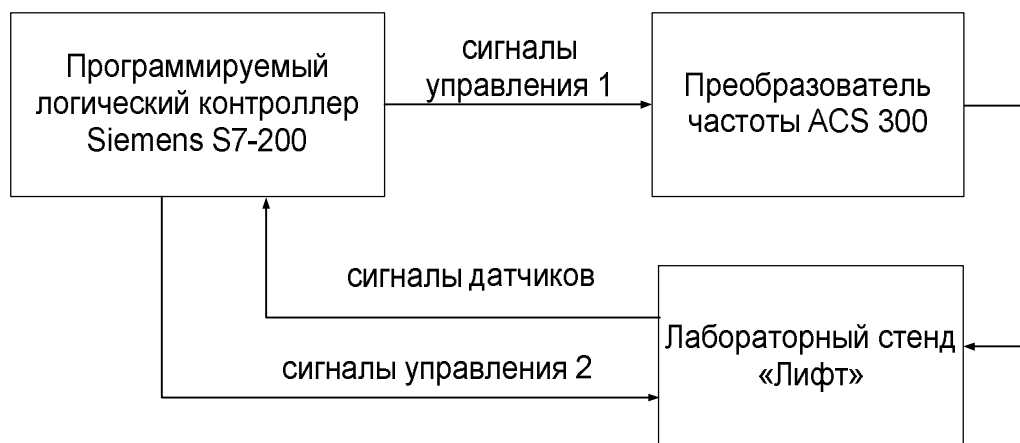 Программируемый
логический контроллер
Siemens S7-200
сигналы
управления 1
Преобразователь
частоты ACS 300
сигналы датчиков
сигналы управления 2
Лабораторный стенд
«Лифт»